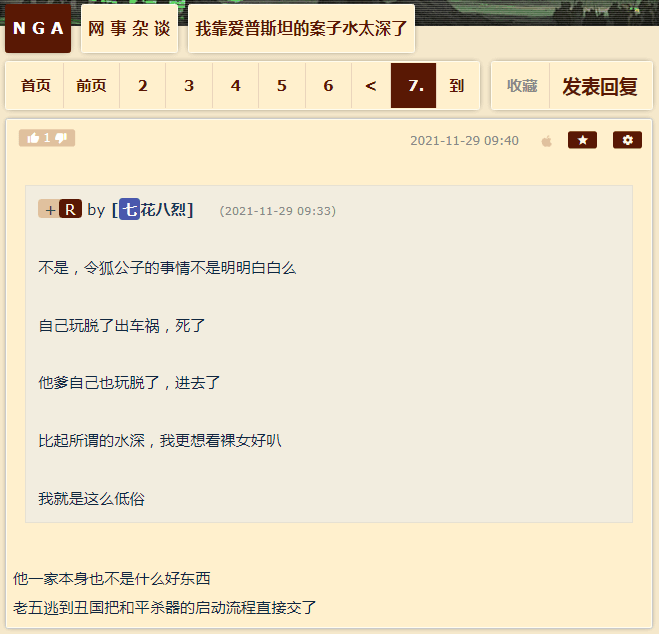 NGA 网事杂谈 我靠爱普斯坦的案子水太深了
首页 前页 2 3 4 5 6 < 7. 到 收藏 发表回复
1 2021-11-29 09:40
+ R by [七花八烈] (2021-11-29 09:33)
不是，令狐公子的事情不是明明白白么
自己玩脱了出车祸，死了
他爹自己也玩脱了，进去了
比起所谓的水深，我更想看裸女好叭
我就是这么低俗
他一家本身也不是什么好东西
老五逃到丑国把和平杀器的启动流程直接交了